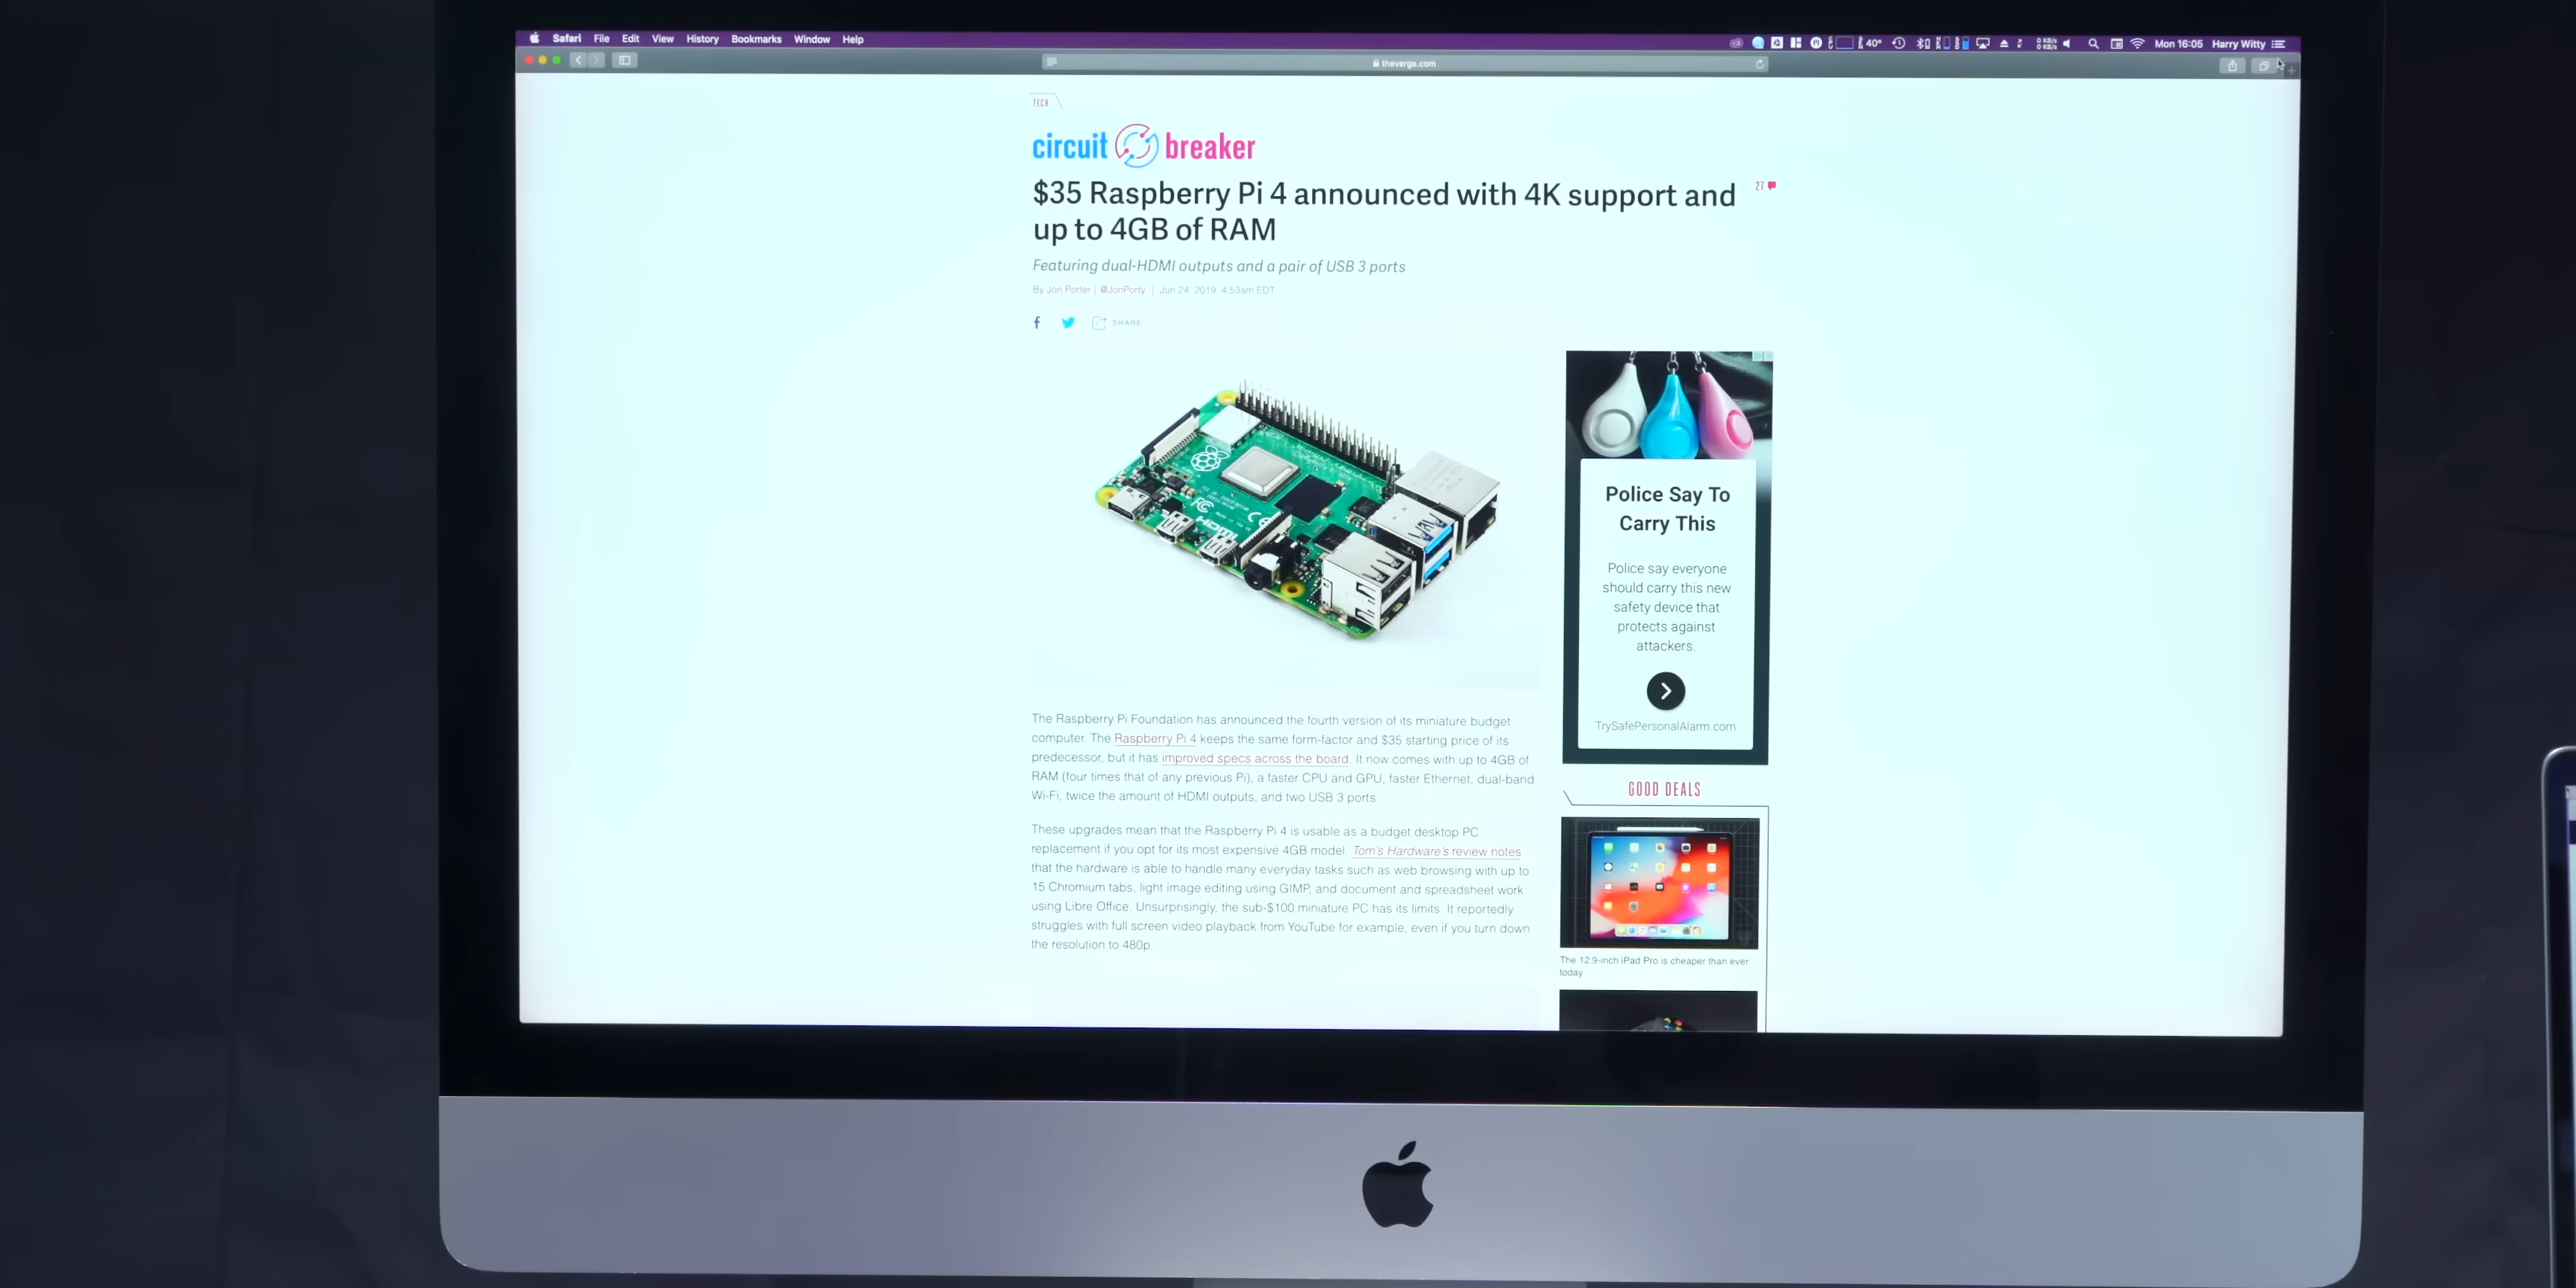 Safari File Edit View History Bookmarks Window Help
40° Mon 16:05 Harry Witty
theverge.com
TECH
circuit breaker
$35 Raspberry Pi 4 announced with 4K support and
up to 4GB of RAM
27
Featuring dual-HDMI outputs and a pair of USB 3 ports
By Jon Porter | @JonPorty | Jun 24, 2019, 4:53am EDT
SHARE
The Raspberry Pi Foundation has announced the fourth version of its miniature budget
computer. The Raspberry Pi 4 keeps the same form-factor and $35 starting price of its
predecessor, but it has improved specs across the board. It now comes with up to 4GB of
RAM (four times that of any previous Pi), a faster CPU and GPU, faster Ethernet, dual-band
Wi-Fi, twice the amount of HDMI outputs, and two USB 3 ports.
These upgrades mean that the Raspberry Pi 4 is usable as a budget desktop PC
replacement if you opt for its most expensive 4GB model. Tom's Hardware's review notes
that the hardware is able to handle many everyday tasks such as web browsing with up to
15 Chromium tabs, light image editing using GIMP, and document and spreadsheet work
using Libre Office. Unsurprisingly, the sub-$100 miniature PC has its limits. It reportedly
struggles with full screen video playback from YouTube for example, even if you turn down
the resolution to 480p.
Police Say To
Carry This
Police say everyone
should carry this new
safety device that
protects against
attackers.
TrySafePersonalAlarm.com
GOOD DEALS
The 12.9-inch iPad Pro is cheaper than ever
today